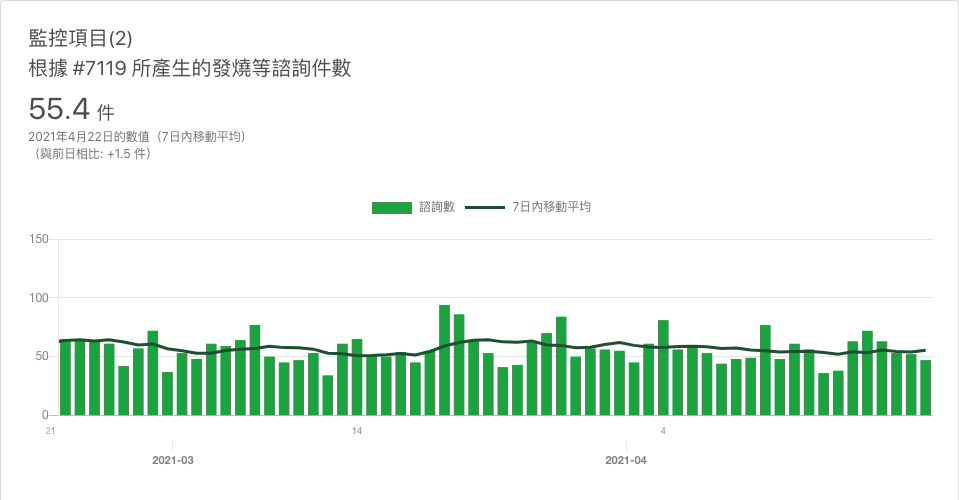 監控項目(2)
根據 #7119 所產生的發燒等諮詢件數
55.4 件
2021年4月22日的數值（7日內移動平均）
（與前日相比: +1.5 件）
諮詢數 7日內移動平均
150
100
50
0
21 14 4
2021-03 2021-04